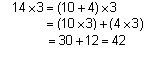 14 ×3 = (10 + 4) ×3
= (10 ×3) + (4 ×3)
= 30 + 12 = 42